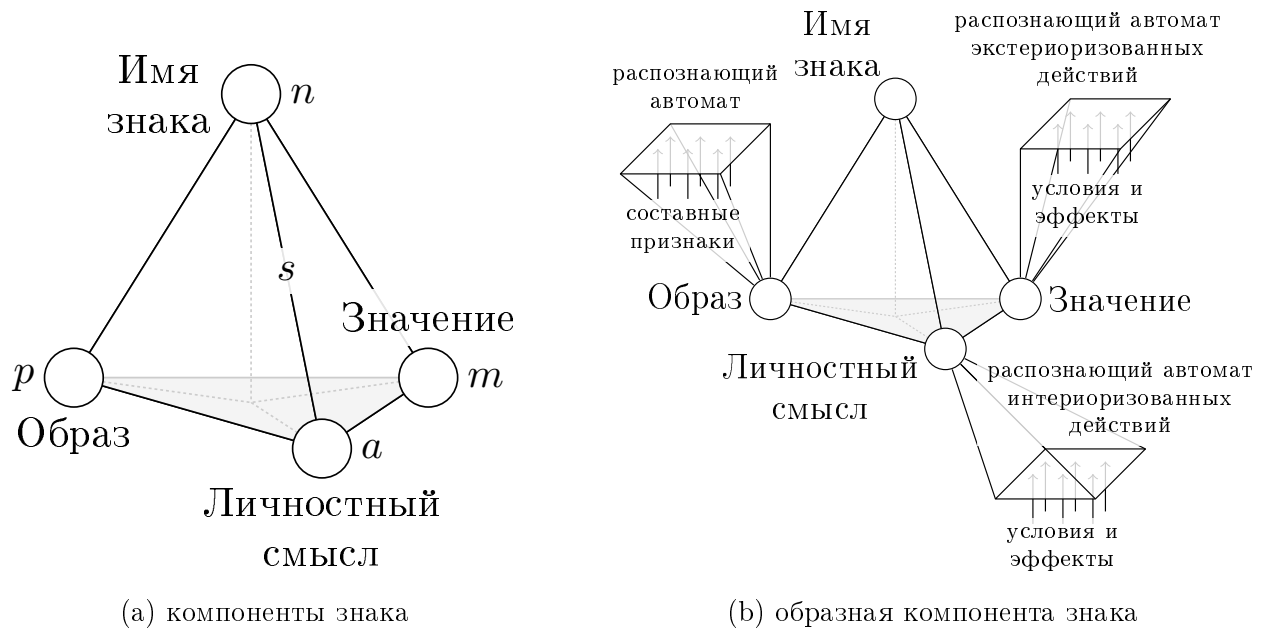 Имя
знака
n
s
Значение
p
m
Образ
a
Личностный
смысл
(a) компоненты знака
Имя
знака
распознающий автомат
экстериоризованных
действий
распознающий
автомат
составные
признаки
условия и
эффекты
Образ
Значение
Личностный
смысл
распознающий автомат
интериоризованных
действий
условия и
эффекты
(b) образная компонента знака